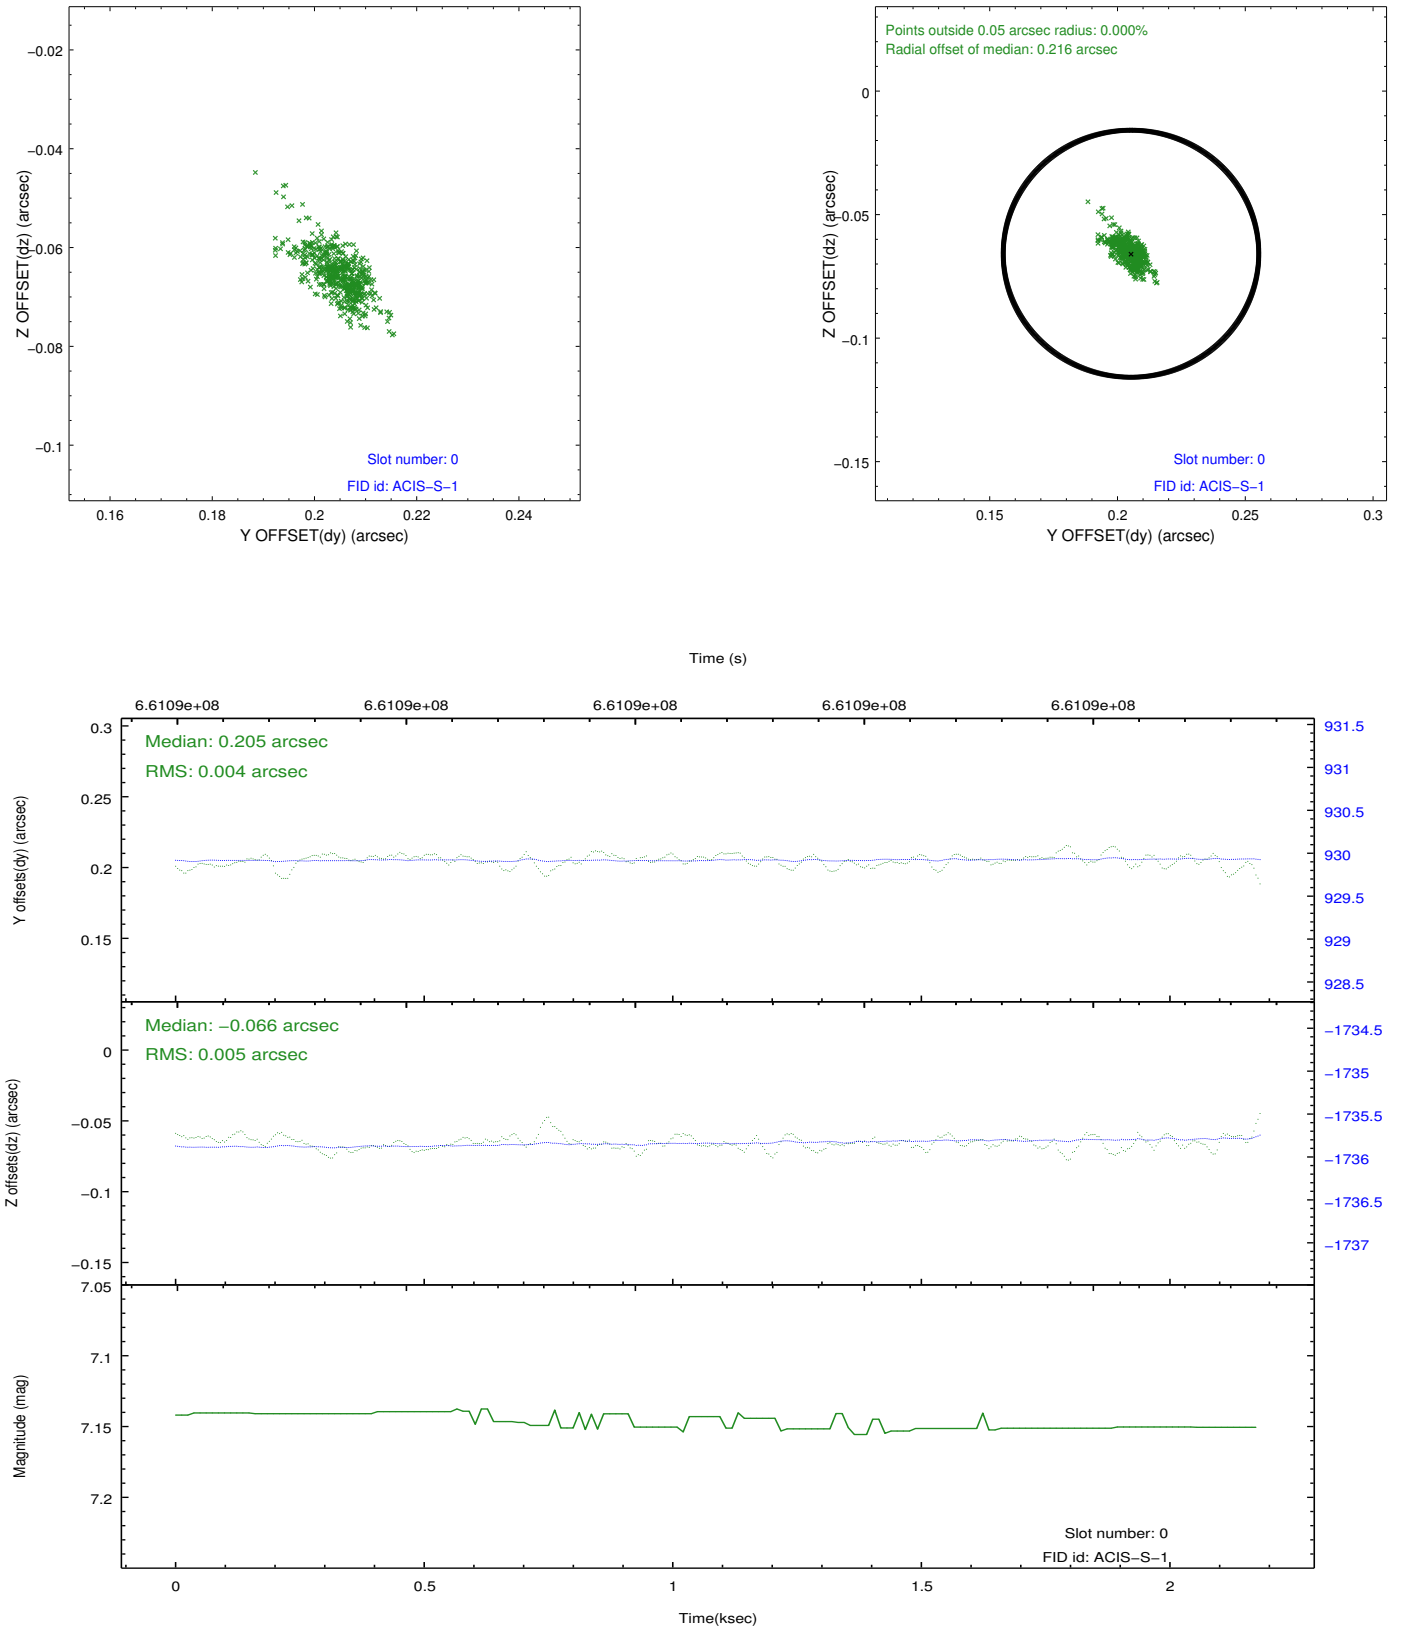 −0.02
−0.04
−0.06
−0.08
−0.1
Z OFFSET(dz) (arcsec)
Slot number: 0
FID id: ACIS−S−1
0.16 0.18 0.2 0.22 0.24
Y OFFSET(dy) (arcsec)
Points outside 0.05 arcsec radius: 0.000%
Radial offset of median: 0.216 arcsec
0
−0.05
−0.1
−0.15
Z OFFSET(dz) (arcsec)
Slot number: 0
FID id: ACIS−S−1
0.15 0.2 0.25 0.3
Y OFFSET(dy) (arcsec)
Time (s)
6.6109e+08 6.6109e+08 6.6109e+08 6.6109e+08 6.6109e+08
Median: 0.205 arcsec
RMS: 0.004 arcsec
0.3
0.25
0.2
0.15
Y offsets(dy) (arcsec)
931.5
931
930.5
930
929.5
929
928.5
Median: −0.066 arcsec
RMS: 0.005 arcsec
0
−0.05
−0.1
−0.15
Z offsets(dz) (arcsec)
−1734.5
−1735
−1735.5
−1736
−1736.5
−1737
7.05
7.1
7.15
7.2
Magnitude (mag)
Slot number: 0
FID id: ACIS−S−1
0 0.5 1 1.5 2
Time(ksec)